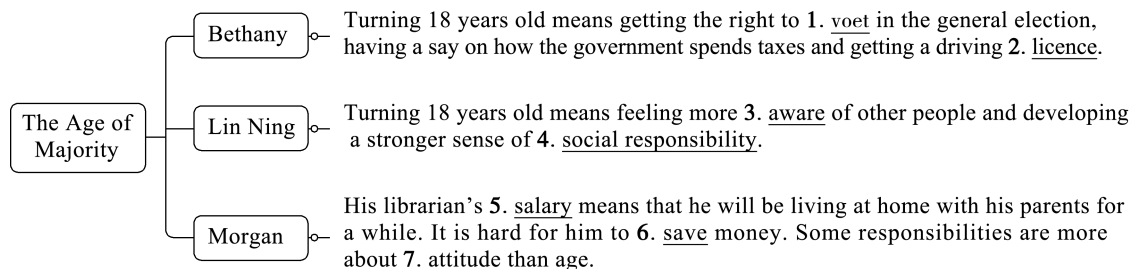 Bethany
Turning 18 years old means getting the right to 1. voet in the general election,
having a say on how the government spends taxes and getting a driving 2. licence.
The Age of
Majority
Lin Ning
Turning 18 years old means feeling more 3. aware of other people and developing
a stronger sense of 4. social responsibility.
Morgan
His librarian's 5. salary means that he will be living at home with his parents for
a while. It is hard for him to 6. save money. Some responsibilities are more
about 7. attitude than age.